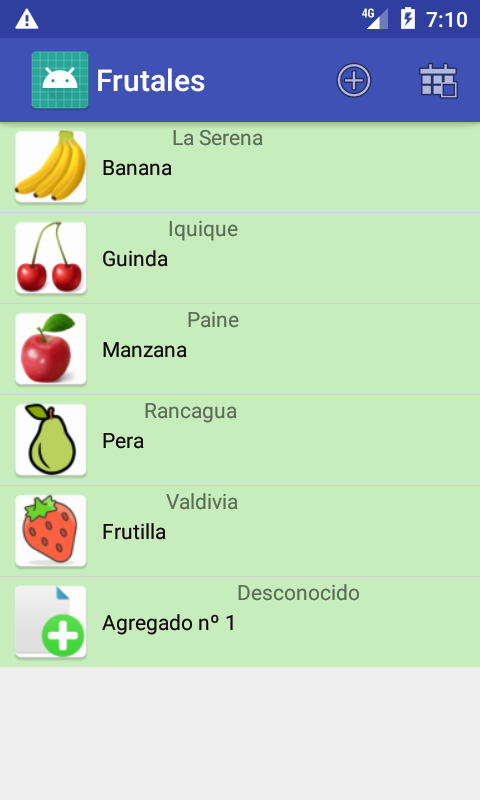 4G 7:10
Frutales
La Serena
Banana
Iquique
Guinda
Paine
Manzana
Rancagua
Pera
Valdivia
Frutilla
Desconocido
Agregado nº 1